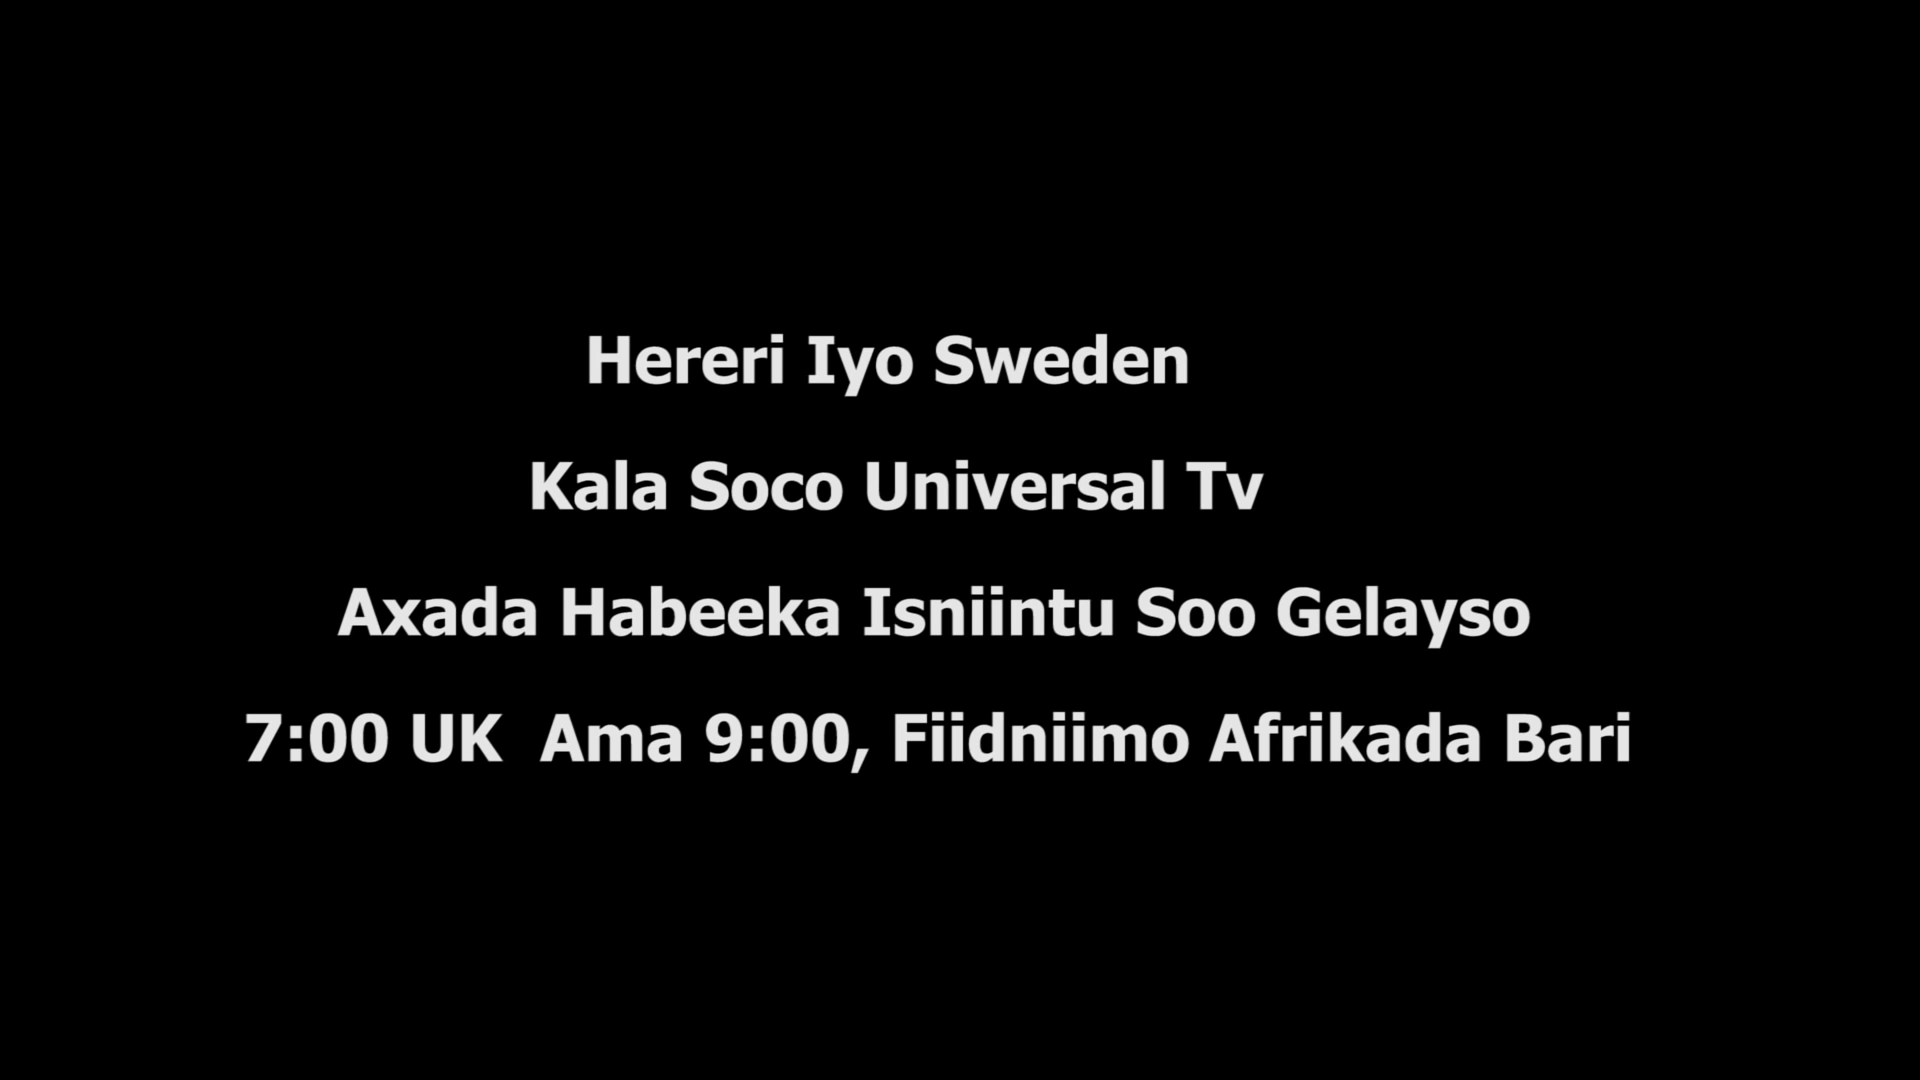 Hereri Iyo Sweden
Kala Soco Universal Tv
Axada Habeeka Isniintu Soo Gelayso
7:00 UK  Ama 9:00, Fiidniimo Afrikada Bari